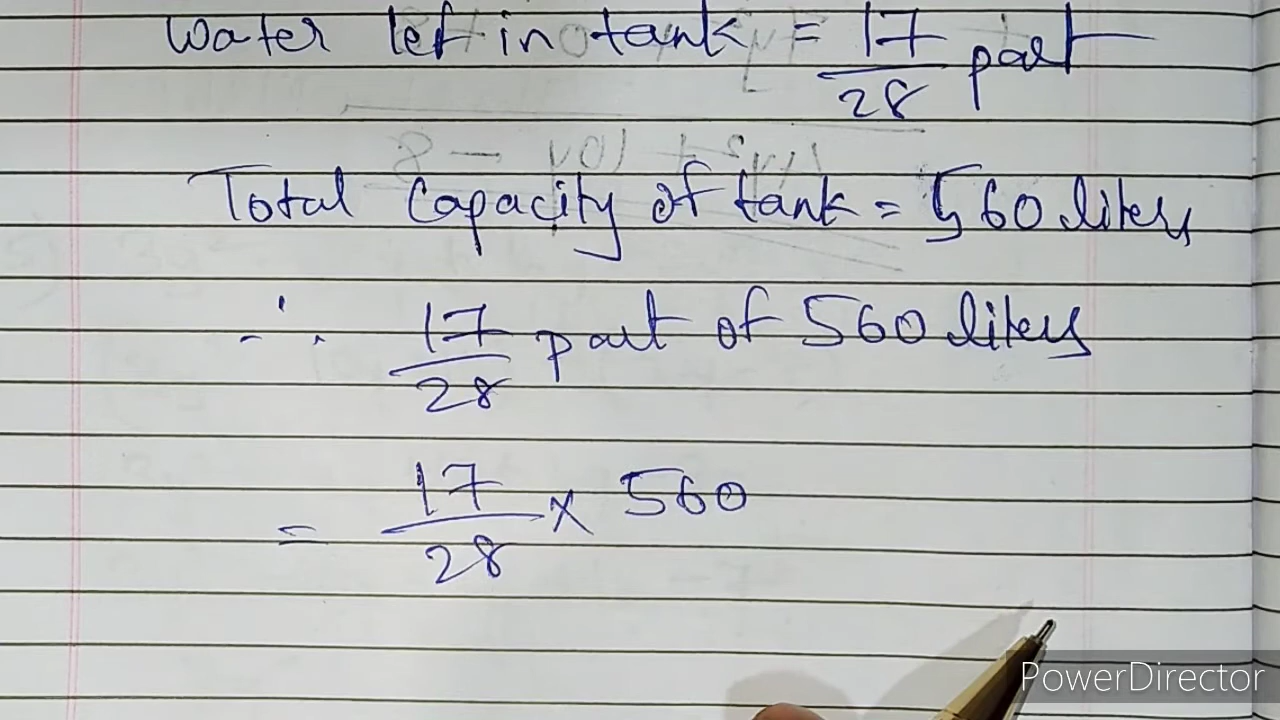 Water left in tank = 17/28 part
Total Capacity of tank = 560 liters
∴ 17/28 part of 560 liters
= 17/28 × 560
PowerDirector